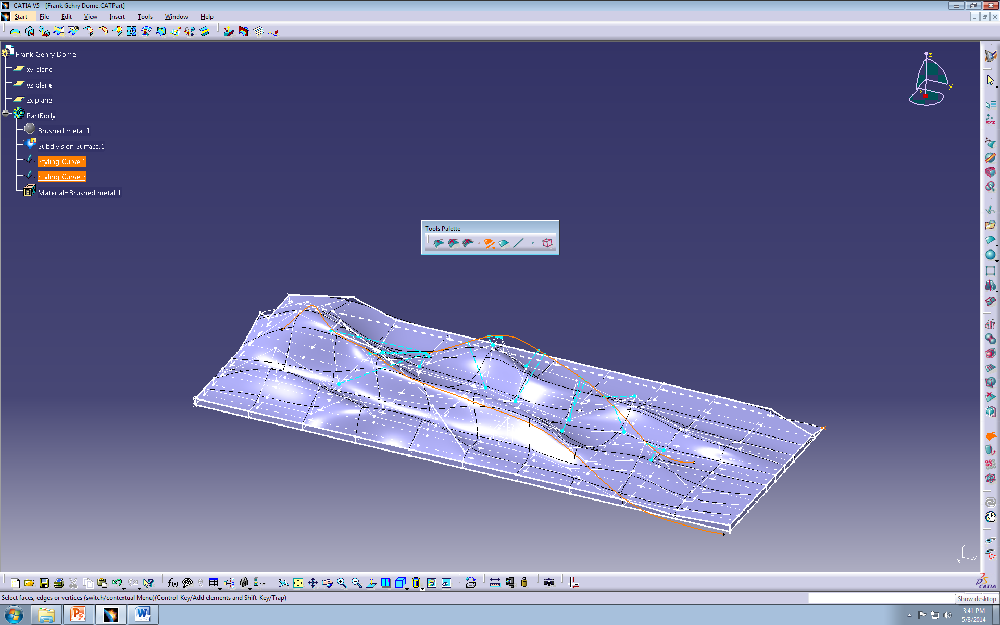 CATIA V5 - [Frank Gehry Dome.CATPart]
Start File Edit View Insert Tools Window Help
Frank Gehry Dome
xy plane
yz plane
zx plane
PartBody
Brushed metal 1
Subdivision Surface.1
Styling Curve.1
Styling Curve.2
Material=Brushed metal 1
z
y
x
Tools Palette
z
x
y
CATIA
Select faces, edges or vertices (switch/contextual Menu)(Control-Key/Add elements and Shift-Key/Trap)
Show desktop
3:41 PM
5/8/2014